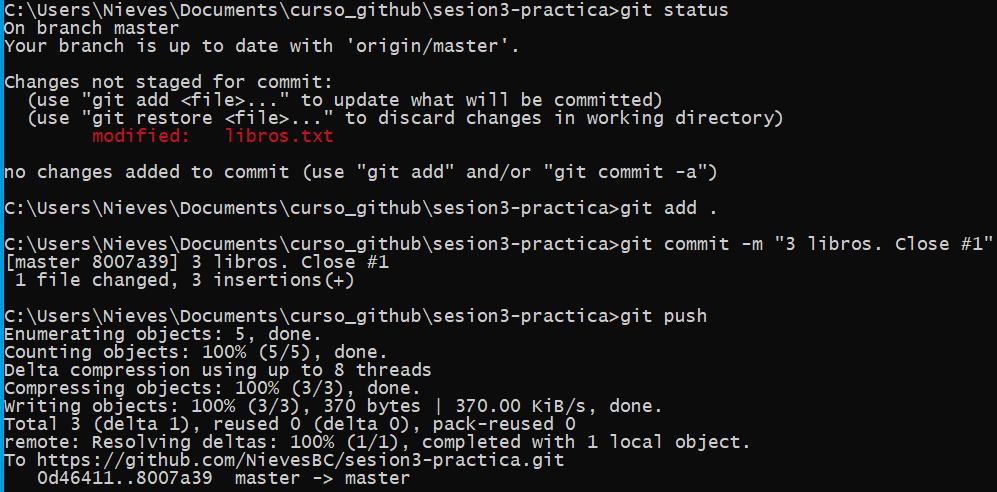 C:\Users\Nieves\Documents\curso_github\sesion3-practica>git status
On branch master
Your branch is up to date with 'origin/master'.
Changes not staged for commit:
  (use "git add <file>..." to update what will be committed)
  (use "git restore <file>..." to discard changes in working directory)
        modified:   libros.txt
no changes added to commit (use "git add" and/or "git commit -a")
C:\Users\Nieves\Documents\curso_github\sesion3-practica>git add .
C:\Users\Nieves\Documents\curso_github\sesion3-practica>git commit -m "3 libros. Close #1"
[master 8007a39] 3 libros. Close #1
 1 file changed, 3 insertions(+)
C:\Users\Nieves\Documents\curso_github\sesion3-practica>git push
Enumerating objects: 5, done.
Counting objects: 100% (5/5), done.
Delta compression using up to 8 threads
Compressing objects: 100% (3/3), done.
Writing objects: 100% (3/3), 370 bytes | 370.00 KiB/s, done.
Total 3 (delta 1), reused 0 (delta 0), pack-reused 0
remote: Resolving deltas: 100% (1/1), completed with 1 local object.
To https://github.com/NievesBC/sesion3-practica.git
   0d46411..8007a39  master -> master